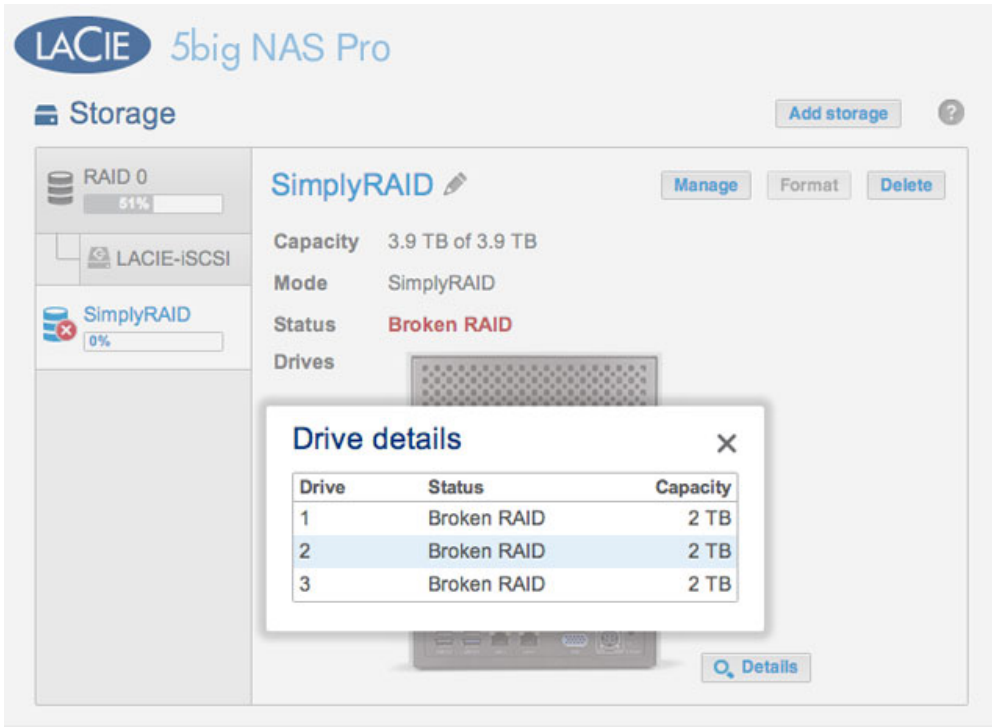 LACIE 5big NAS Pro
Storage
Add storage
?
RAID 0
51%
LACIE-iSCSI
SimplyRAID
0%
SimplyRAID
Manage
Format
Delete
Capacity 3.9 TB of 3.9 TB
Mode SimplyRAID
Status Broken RAID
Drives
Drive details
Drive Status Capacity
1 Broken RAID 2 TB
2 Broken RAID 2 TB
3 Broken RAID 2 TB
Details